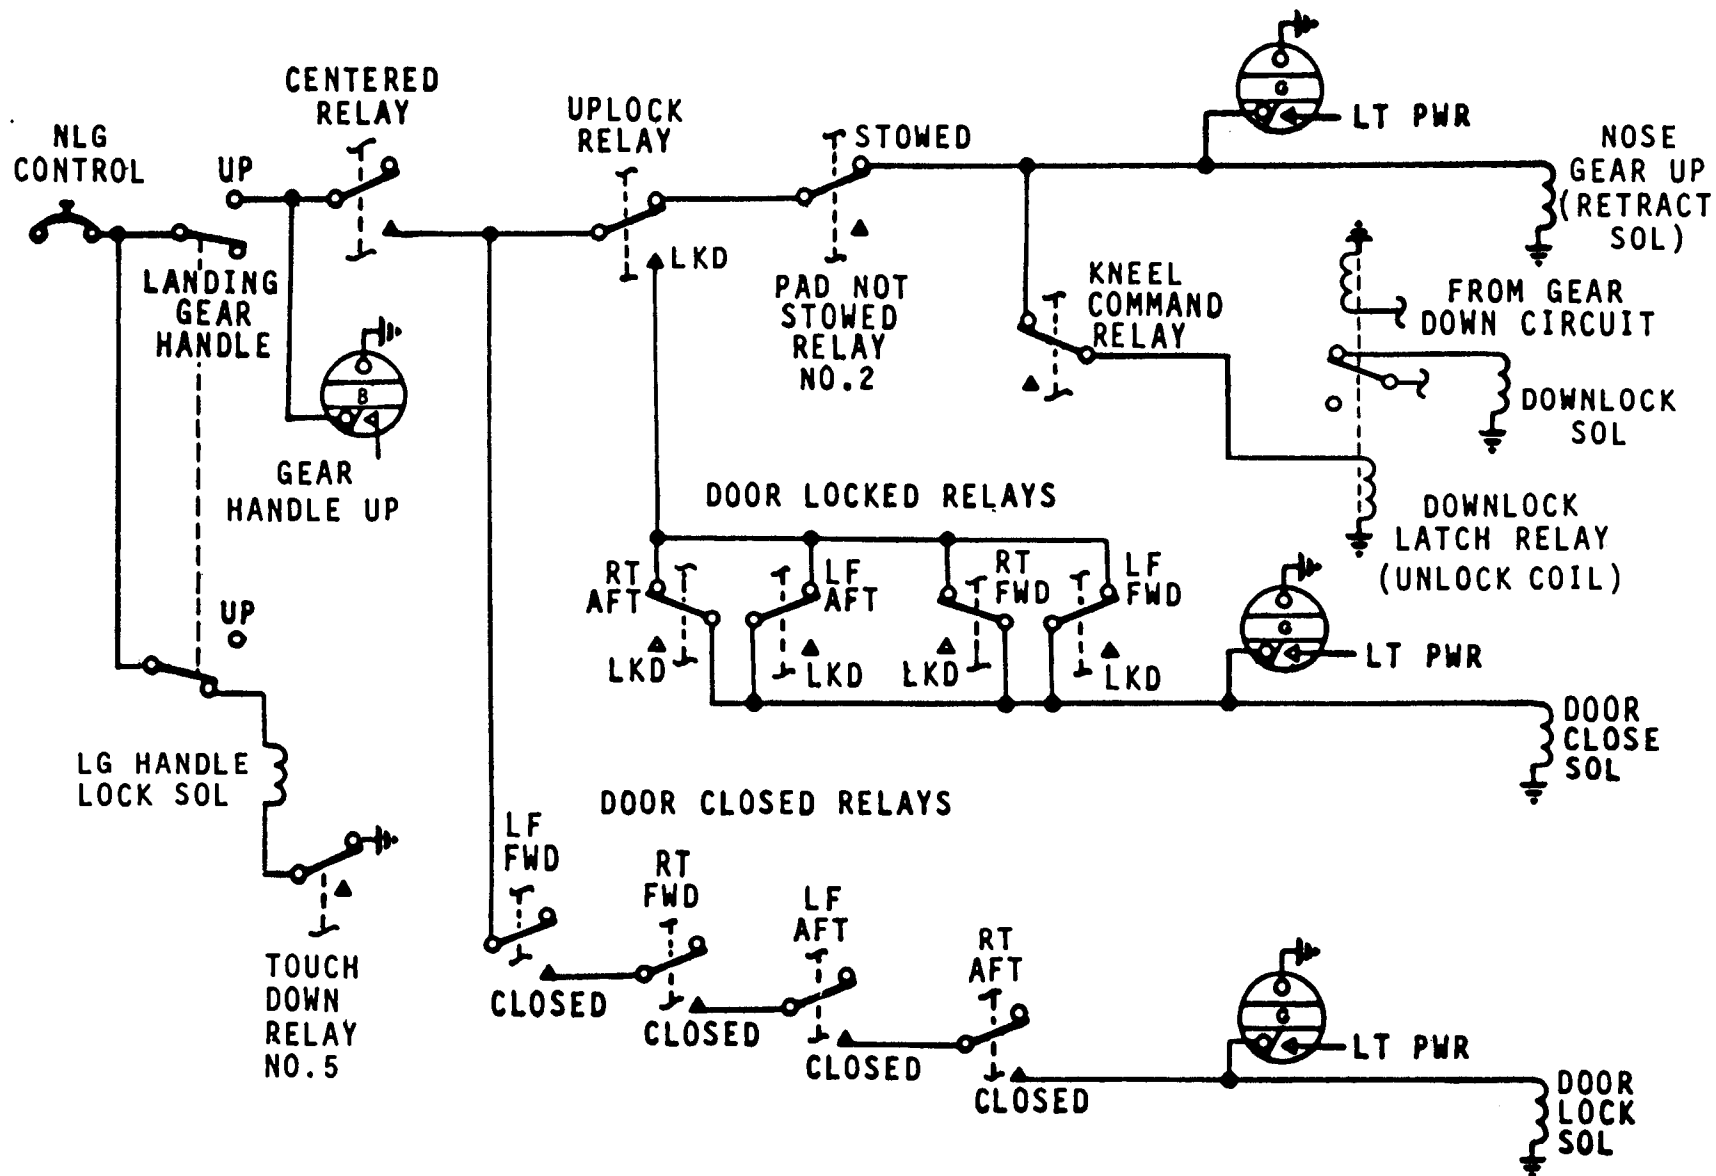 CENTERED
RELAY
NLG
CONTROL
UP
LANDING
GEAR
HANDLE
B
GEAR
HANDLE UP
UPLOCK
RELAY
LKD
STOWED
PAD NOT
STOWED
RELAY
NO.2
G
LT PWR
NOSE
GEAR UP
(RETRACT
SOL)
KNEEL
COMMAND
RELAY
FROM GEAR
DOWN CIRCUIT
DOWNLOCK
SOL
DOWNLOCK
LATCH RELAY
(UNLOCK COIL)
DOOR LOCKED RELAYS
RT
AFT
LKD
LF
AFT
LKD
RT
FWD
LKD
LF
FWD
LKD
G
LT PWR
DOOR
CLOSE
SOL
UP
LG HANDLE
LOCK SOL
TOUCH
DOWN
RELAY
NO.5
DOOR CLOSED RELAYS
LF
FWD
CLOSED
RT
FWD
CLOSED
LF
AFT
CLOSED
RT
AFT
CLOSED
G
LT PWR
DOOR
LOCK
SOL